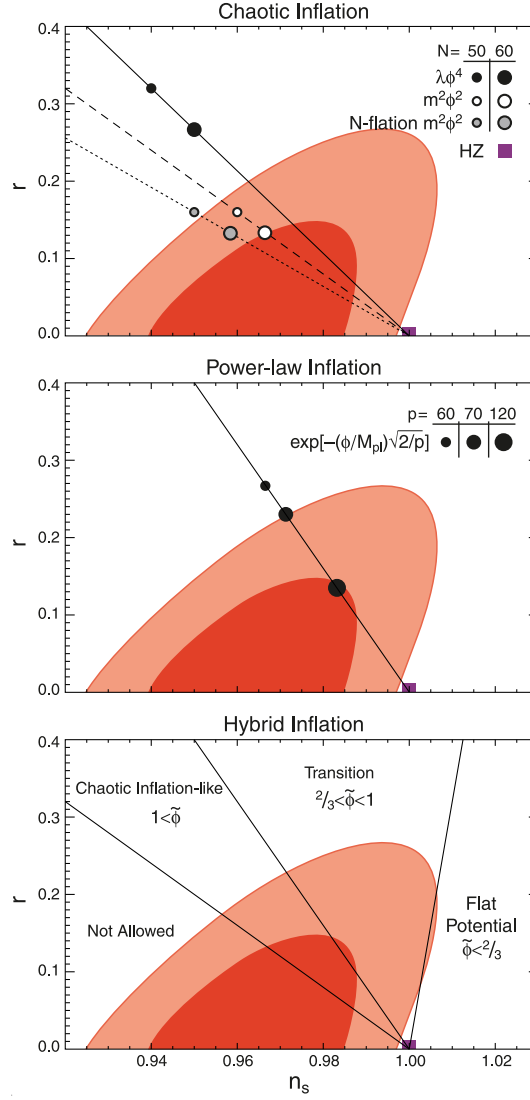 Chaotic Inflation
N= 50 60
λϕ⁴
m²ϕ²
N-flation m²ϕ²
HZ
r
0.4
0.3
0.2
0.1
0.0
Power-law Inflation
p= 60 70 120
exp[-(ϕ/Mpl)√2/p]
r
0.4
0.3
0.2
0.1
0.0
Hybrid Inflation
Chaotic Inflation-like
1<ϕ̃
Transition
2/3<ϕ̃<1
Not Allowed
Flat
Potential
ϕ̃<2/3
r
0.4
0.3
0.2
0.1
0.0
0.94 0.96 0.98 1.00 1.02
ns